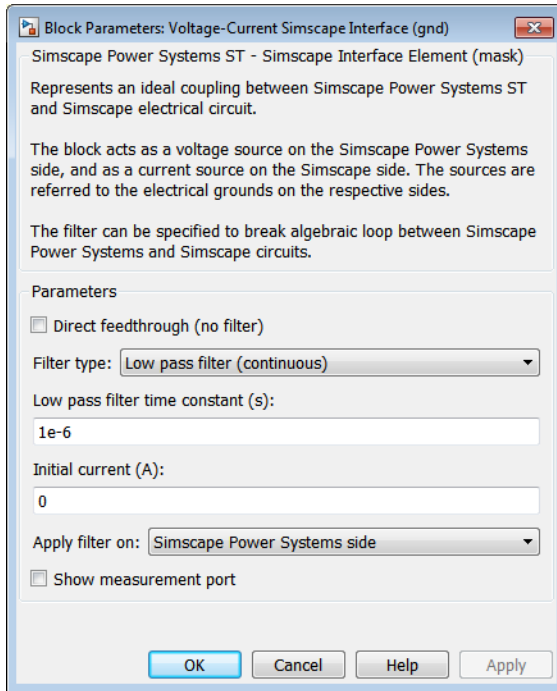 Block Parameters: Voltage-Current Simscape Interface (gnd)
Simscape Power Systems ST - Simscape Interface Element (mask)
Represents an ideal coupling between Simscape Power Systems ST
and Simscape electrical circuit.
The block acts as a voltage source on the Simscape Power Systems
side, and as a current source on the Simscape side. The sources are
referred to the electrical grounds on the respective sides.
The filter can be specified to break algebraic loop between Simscape
Power Systems and Simscape circuits.
Parameters
Direct feedthrough (no filter)
Filter type: Low pass filter (continuous)
Low pass filter time constant (s):
1e-6
Initial current (A):
0
Apply filter on: Simscape Power Systems side
Show measurement port
OK Cancel Help Apply